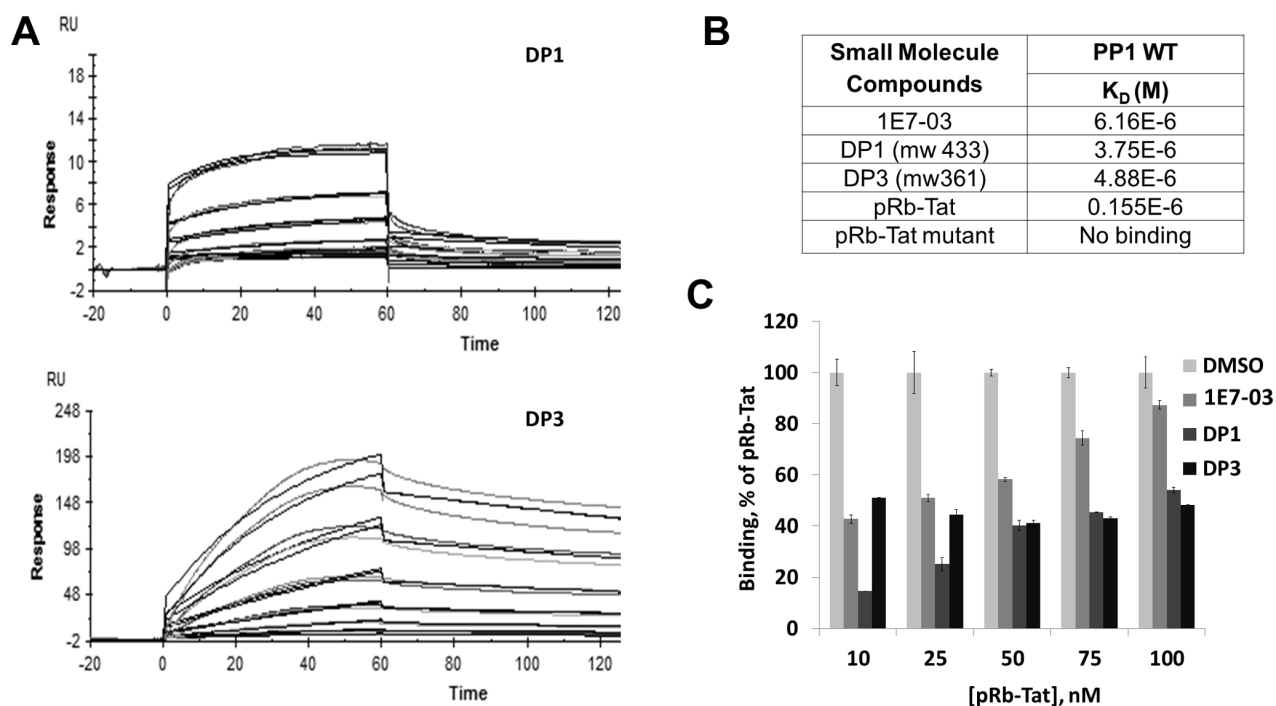 A
RU
DP1
18
14
10
6
2
-2
Response
-20 0 20 40 60 80 100 120
Time
RU
DP3
248
198
148
98
48
-2
Response
-20 0 20 40 60 80 100 120
Time
B
Small Molecule Compounds PP1 WT
KD (M)
1E7-03 6.16E-6
DP1 (mw 433) 3.75E-6
DP3 (mw361) 4.88E-6
pRb-Tat 0.155E-6
pRb-Tat mutant No binding
C
120
100
80
60
40
20
0
Binding, % of pRb-Tat
10 25 50 75 100
[pRb-Tat], nM
DMSO
1E7-03
DP1
DP3